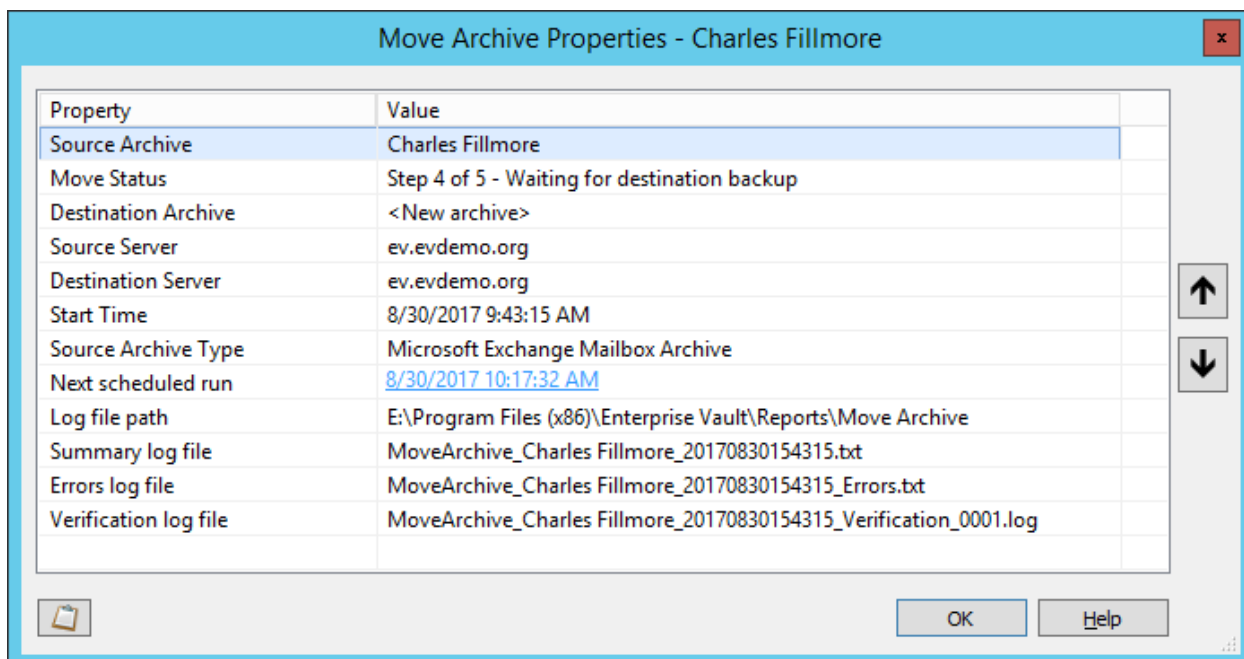 Move Archive Properties - Charles Fillmore
x
Property Value
Source Archive Charles Fillmore
Move Status Step 4 of 5 - Waiting for destination backup
Destination Archive <New archive>
Source Server ev.evdemo.org
Destination Server ev.evdemo.org
Start Time 8/30/2017 9:43:15 AM
Source Archive Type Microsoft Exchange Mailbox Archive
Next scheduled run 8/30/2017 10:17:32 AM
Log file path E:\Program Files (x86)\Enterprise Vault\Reports\Move Archive
Summary log file MoveArchive_Charles Fillmore_20170830154315.txt
Errors log file MoveArchive_Charles Fillmore_20170830154315_Errors.txt
Verification log file MoveArchive_Charles Fillmore_20170830154315_Verification_0001.log
OK Help